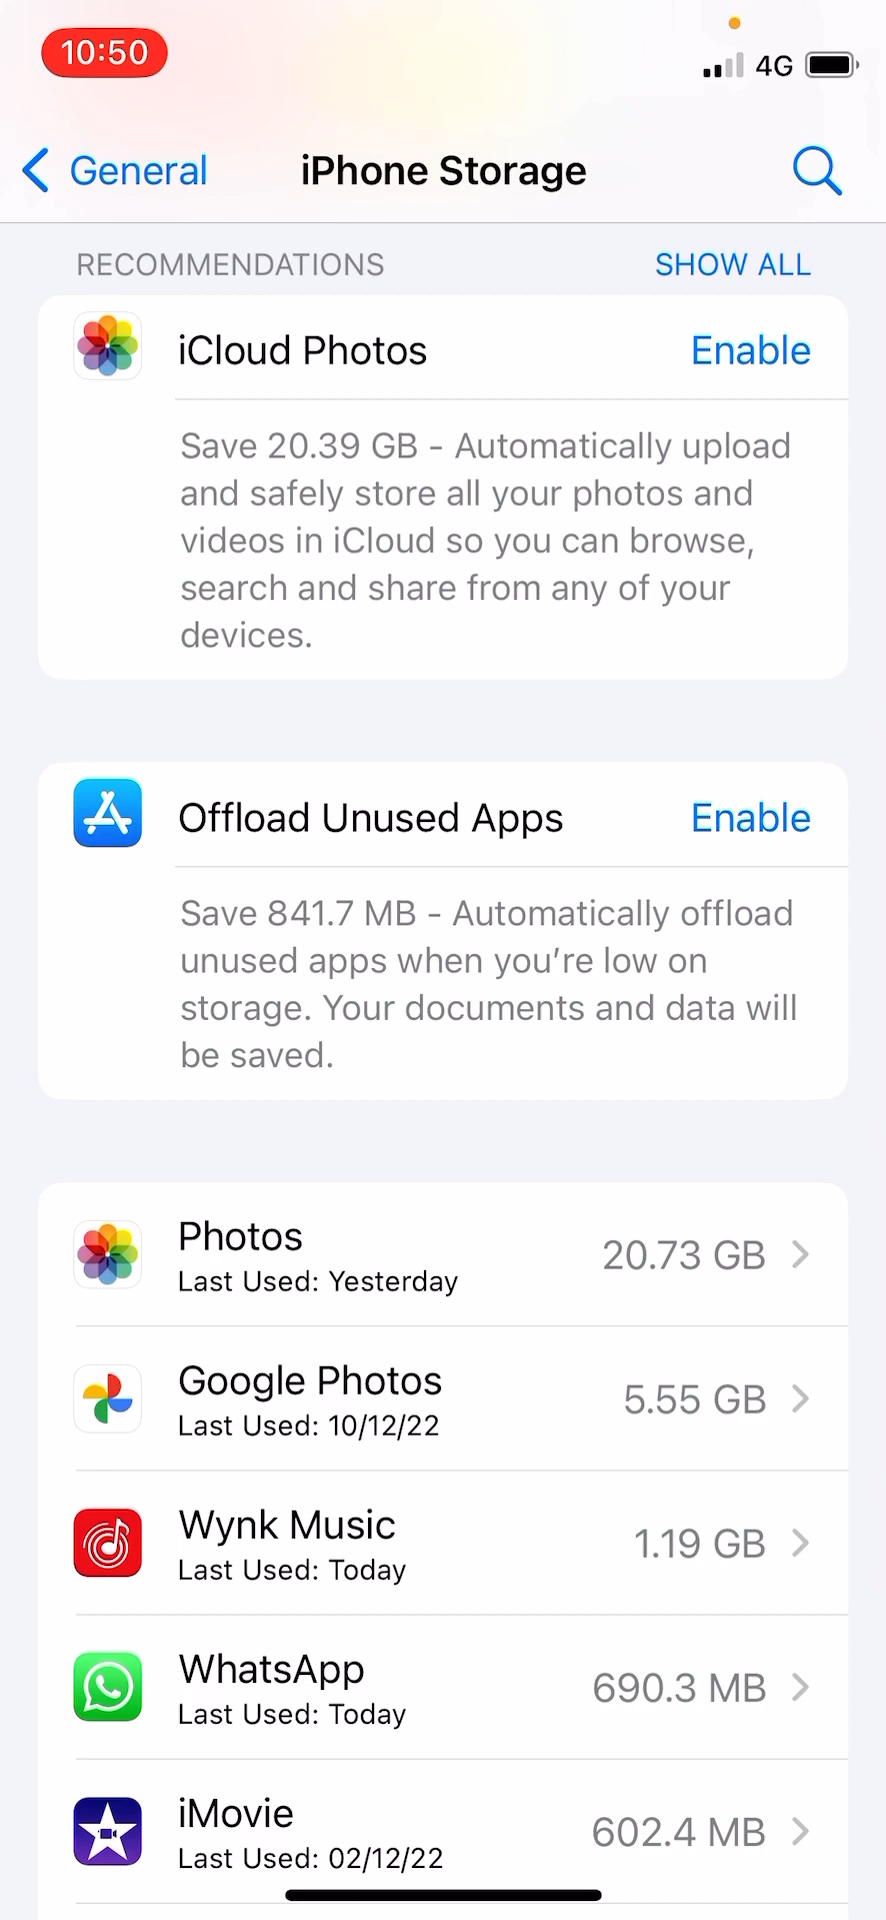 10:50
4G
General
iPhone Storage
RECOMMENDATIONS
SHOW ALL
iCloud Photos
Enable
Save 20.39 GB - Automatically upload
and safely store all your photos and
videos in iCloud so you can browse,
search and share from any of your
devices.
Offload Unused Apps
Enable
Save 841.7 MB - Automatically offload
unused apps when you’re low on
storage. Your documents and data will
be saved.
Photos
Last Used: Yesterday
20.73 GB
Google Photos
Last Used: 10/12/22
5.55 GB
Wynk Music
Last Used: Today
1.19 GB
WhatsApp
Last Used: Today
690.3 MB
iMovie
Last Used: 02/12/22
602.4 MB